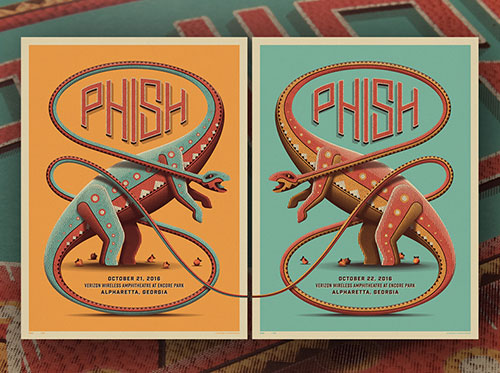 PHISH
OCTOBER 21, 2016
VERIZON WIRELESS AMPHITHEATRE AT ENCORE PARK
ALPHARETTA, GEORGIA
PHISH
OCTOBER 22, 2016
VERIZON WIRELESS AMPHITHEATRE AT ENCORE PARK
ALPHARETTA, GEORGIA